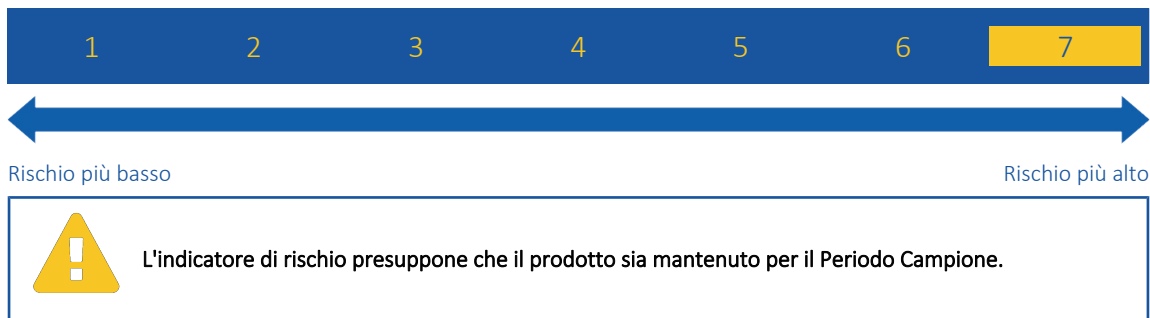 1 2 3 4 5 6 7
Rischio più basso Rischio più alto
L'indicatore di rischio presuppone che il prodotto sia mantenuto per il Periodo Campione.